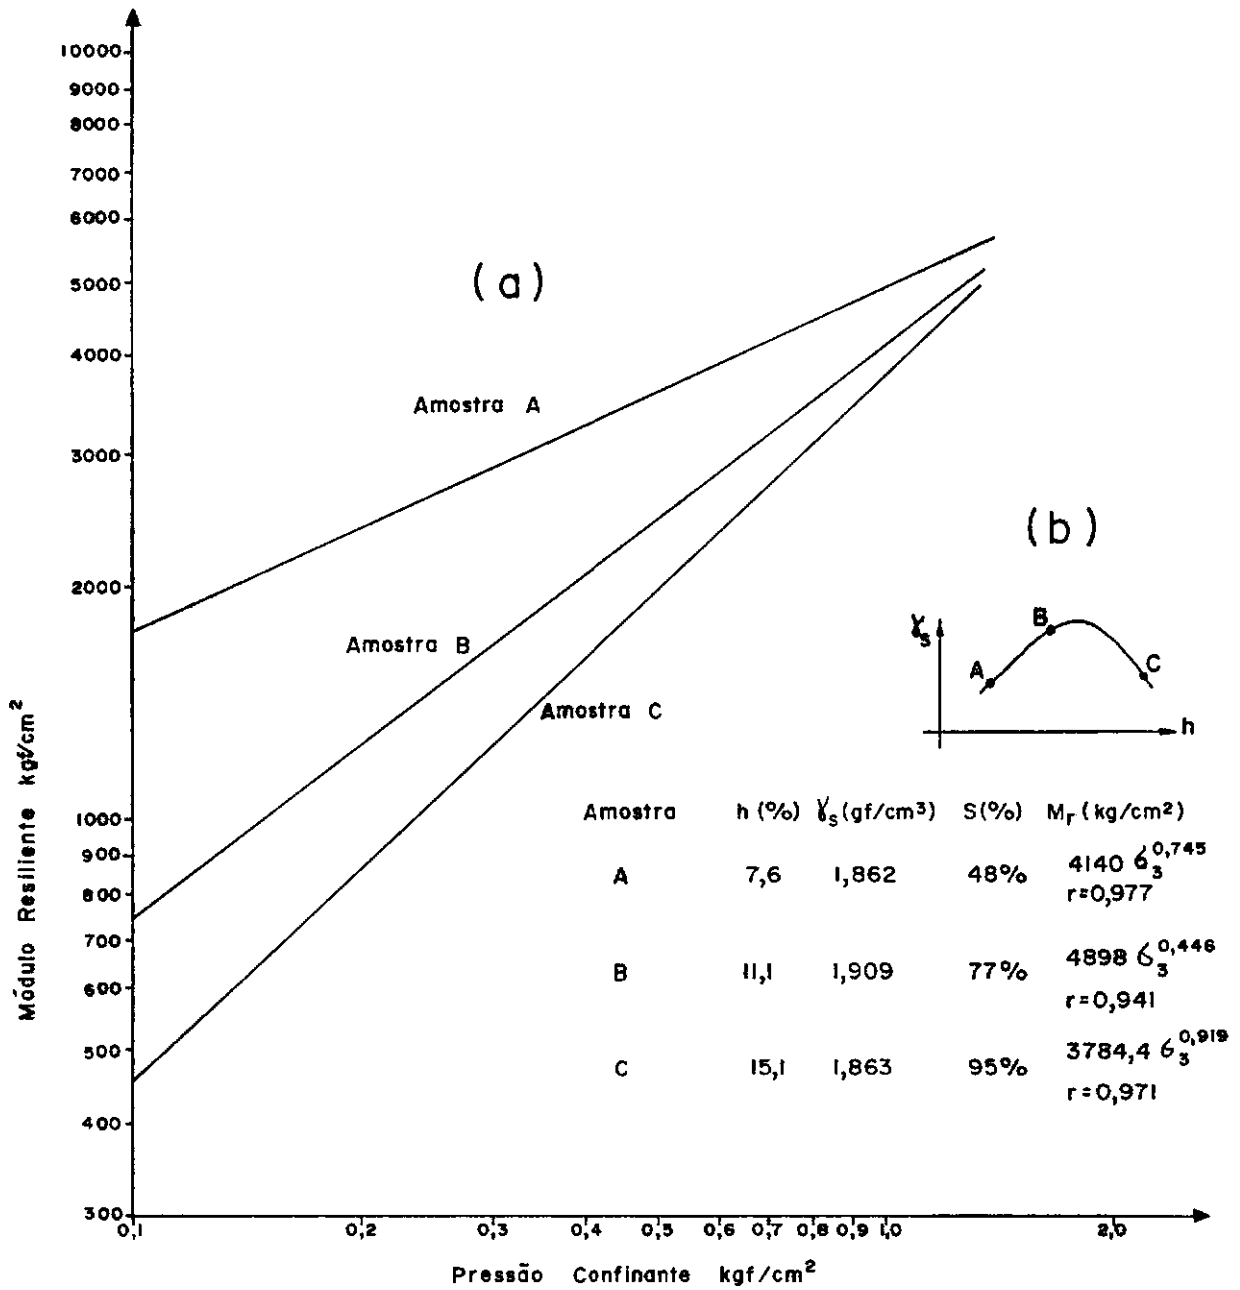 10000
9000
8000
7000
6000
5000
4000
3000
2000
1000
900
800
700
600
500
400
300
Módulo Resiliente kgf/cm²
(a)
Amostra A
Amostra B
Amostra C
(b)
γs
A
B
C
h
Amostra h (%) γs (gf/cm³) S(%) Mr (kg/cm²)
A 7,6 1,862 48% 4140 σ₃^0,745
r=0,977
B 11,1 1,909 77% 4898 σ₃^0,446
r=0,941
C 15,1 1,863 95% 3784,4 σ₃^0,919
r=0,971
0,1 0,2 0,3 0,4 0,5 0,6 0,7 0,8 0,9 1,0 2,0
Pressão Confinante kgf/cm²